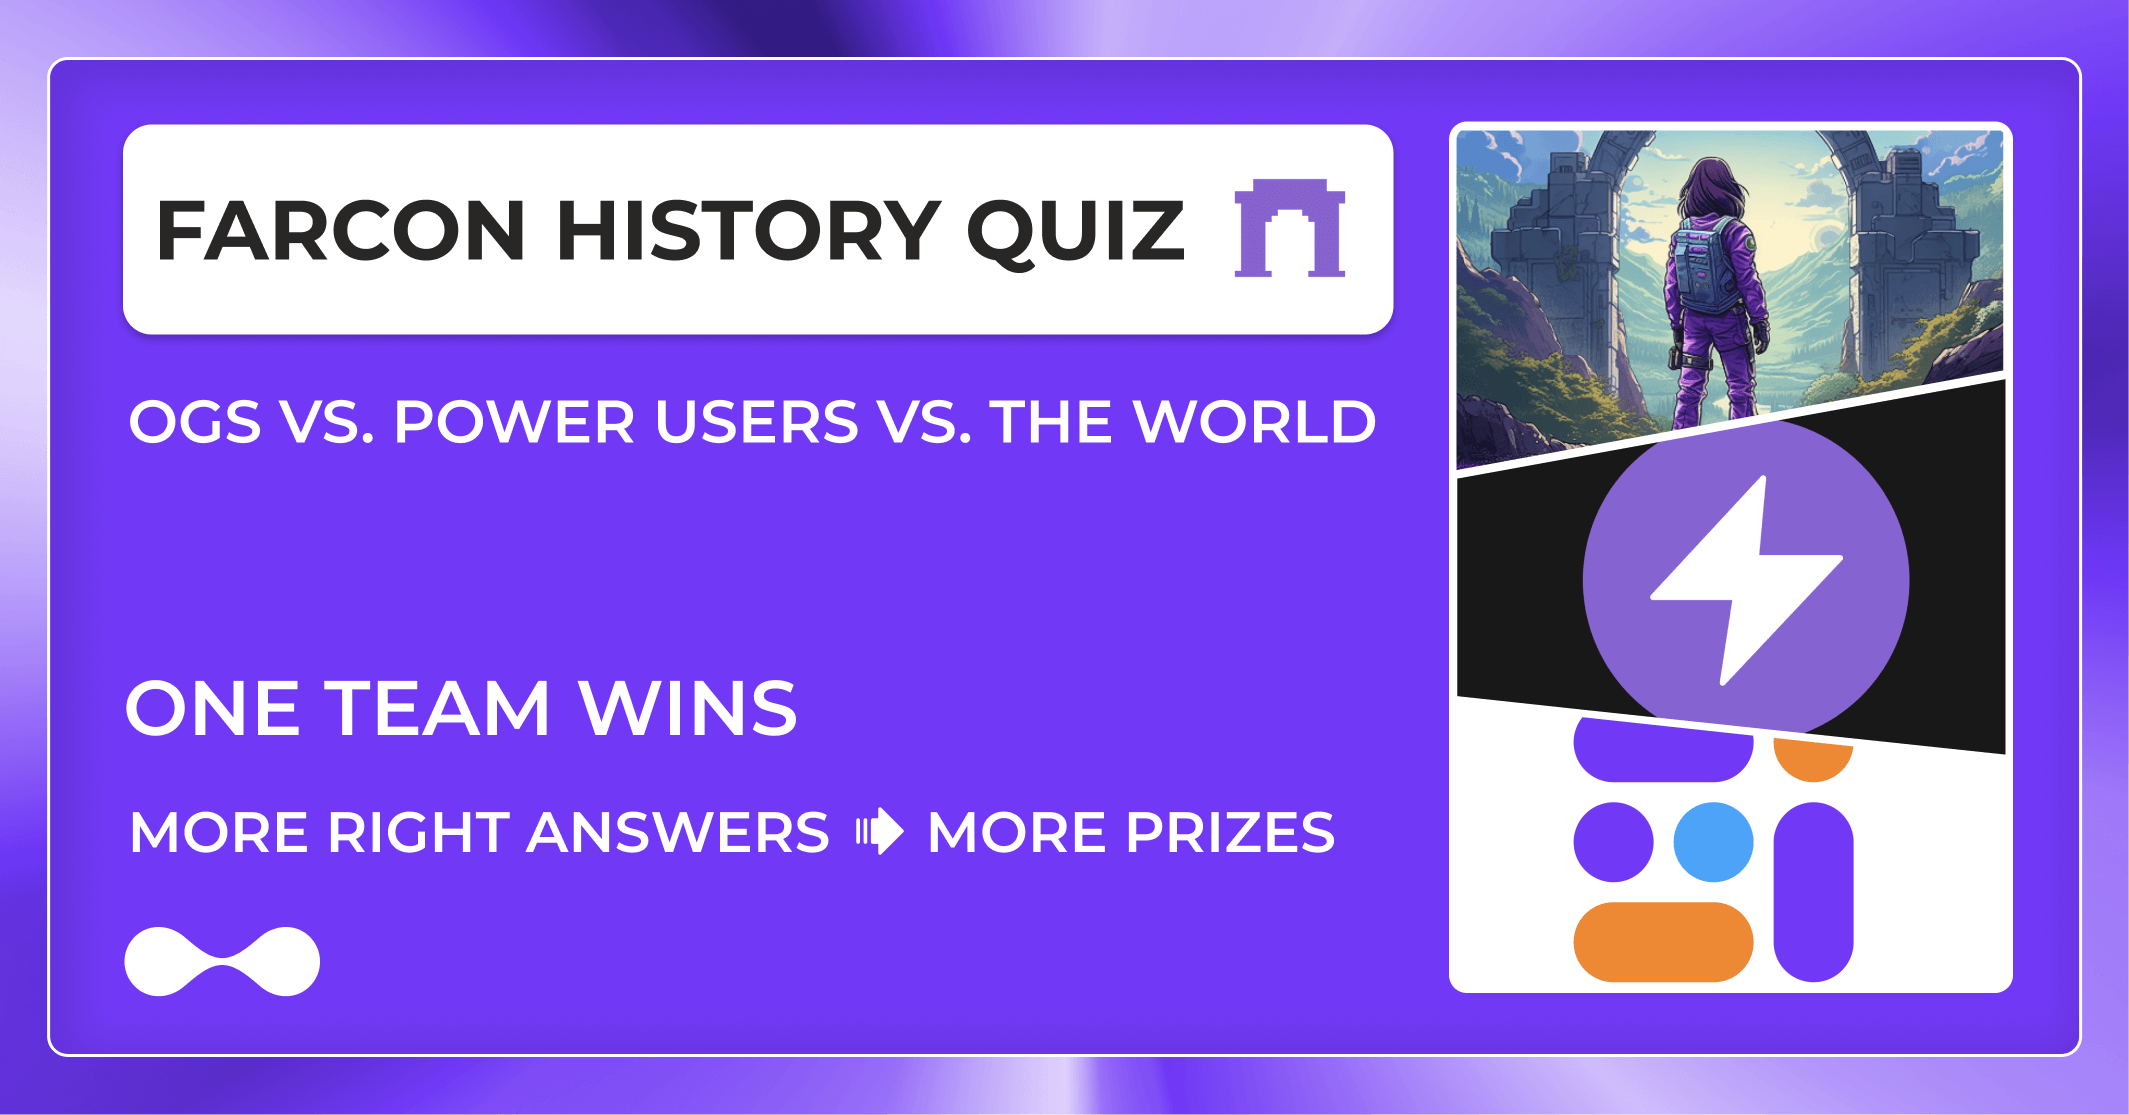 FARCON HISTORY QUIZ
OGS VS. POWER USERS VS. THE WORLD
ONE TEAM WINS
MORE RIGHT ANSWERS ➡ MORE PRIZES